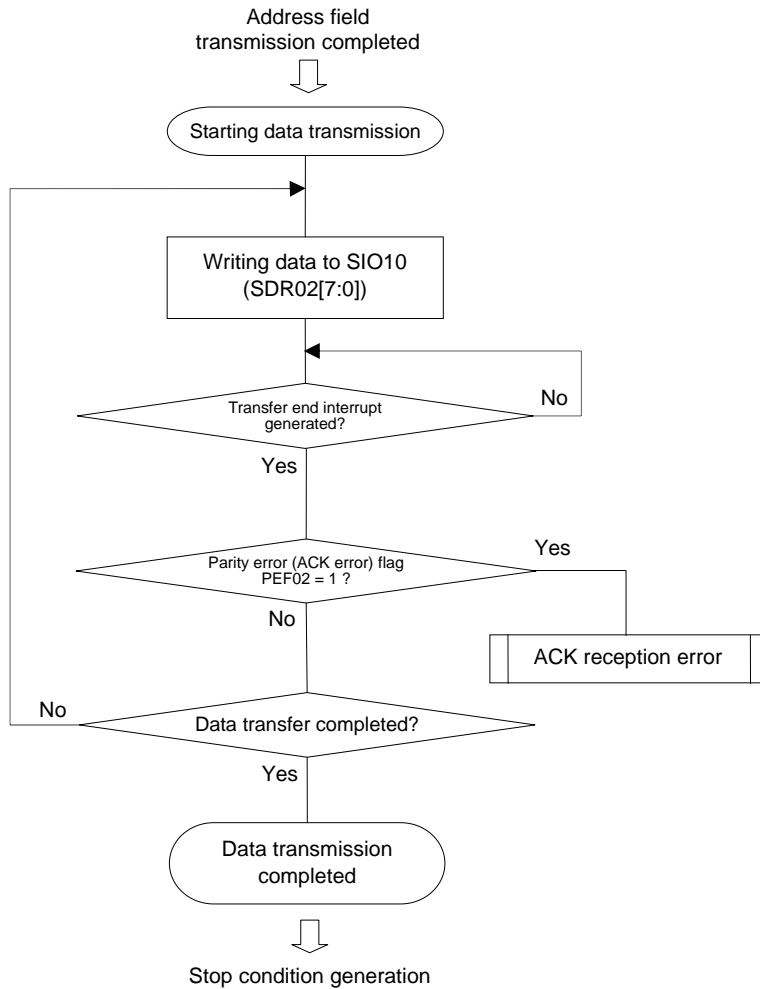 Address field
transmission completed
Starting data transmission
Writing data to SIO10
(SDR02[7:0])
Transfer end interrupt
generated?
No
Yes
Parity error (ACK error) flag
PEF02 = 1 ?
Yes
No
ACK reception error
Data transfer completed?
No
Yes
Data transmission
completed
Stop condition generation